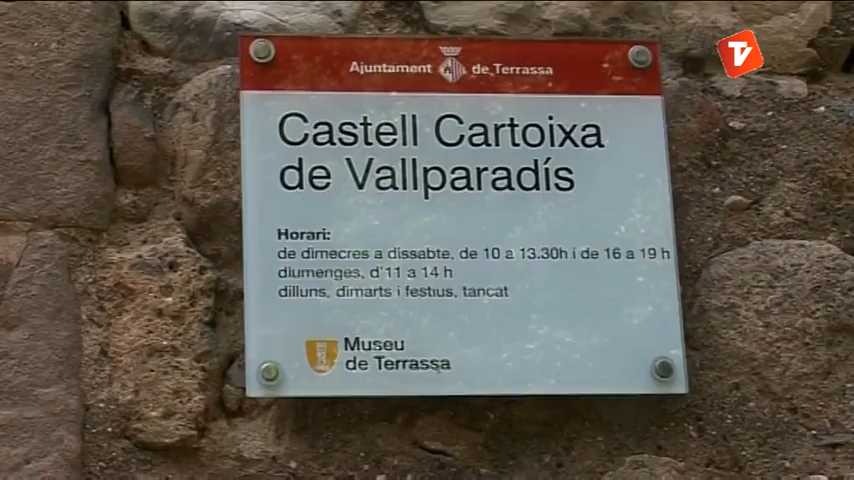 Ajuntament de Terrassa
TV
Castell Cartoixa
de Vallparadís
Horari:
de dimecres a dissabte, de 10 a 13.30h i de 16 a 19 h
diumenges, d'11 a 14 h
dilluns, dimarts i festius, tancat
Museu
de Terrassa